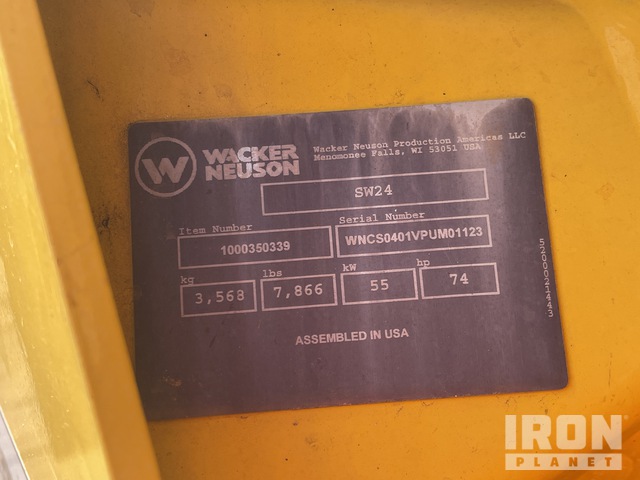 W WACKER NEUSON
Wacker Neuson Production Americas LLC
Menomonee Falls, WI 53051 USA
SW24
Item Number
1000350339
Serial Number
WNCS0401VPUM01123
kg
3,568
lbs
7,866
kW
55
hp
74
ASSEMBLED IN USA
5200021443
IRON
PLANET